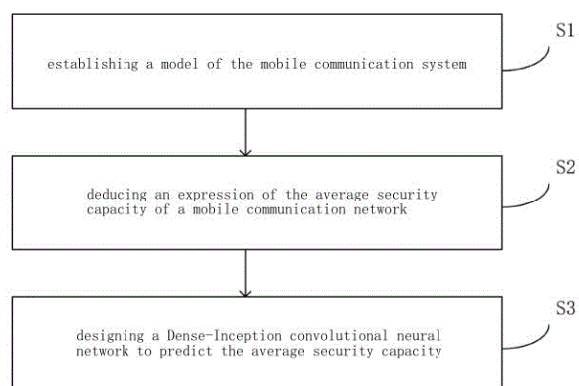 S1
establishing a model of the mobile communication system
S2
deducing an expression of the average security
capacity of a mobile communication network
S3
designing a Dense-Inception convolutional neural
network to predict the average security capacity